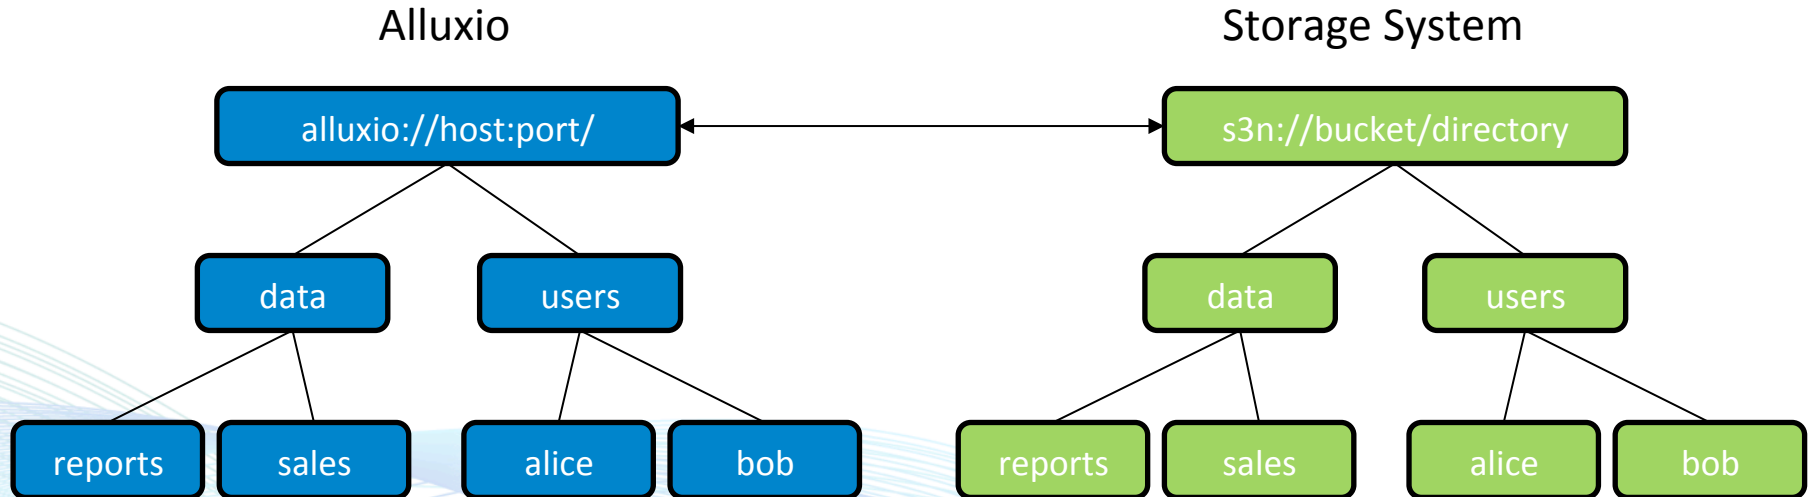 Alluxio
Storage System
alluxio://host:port/
s3n://bucket/directory
data
users
data
users
reports
sales
alice
bob
reports
sales
alice
bob